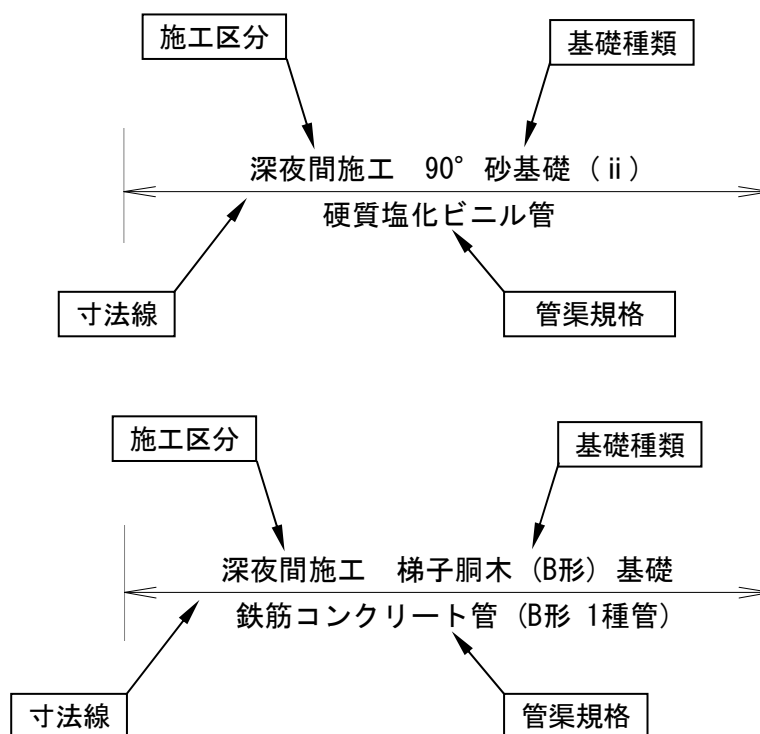 施工区分
基礎種類
深夜間施工　90°砂基礎（ⅱ）
硬質塩化ビニル管
寸法線
管渠規格
施工区分
基礎種類
深夜間施工　梯子胴木（B形）基礎
鉄筋コンクリート管（B形 1種管）
寸法線
管渠規格